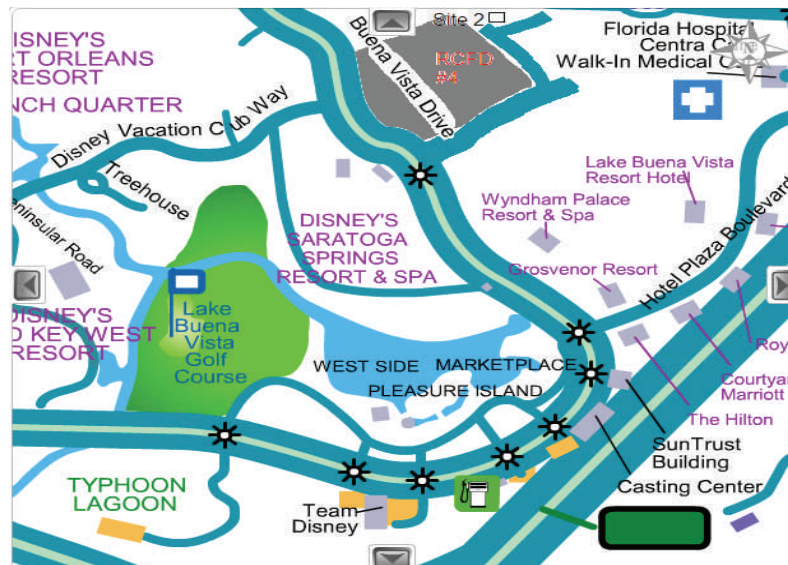 Site 2
Florida Hospital
Centra C
Walk-In Medical C
DISNEY'S
RT ORLEANS
RESORT
NCH QUARTER
Buena Vista Drive
RCFD
#4
Disney Vacation Club Way
Treehouse
Peninsular Road
Lake Buena Vista
Resort Hotel
Wyndham Palace
Resort & Spa
DISNEY'S
SARATOGA
SPRINGS
RESORT & SPA
Grosvenor Resort
Hotel Plaza Boulevard
DISNEY'S
D KEY WEST
RESORT
Lake
Buena
Vista
Golf
Course
WEST SIDE
MARKETPLACE
PLEASURE ISLAND
Roy
Courtyar
Marriott
The Hilton
SunTrust
Building
Casting Center
TYPHOON
LAGOON
Team
Disney